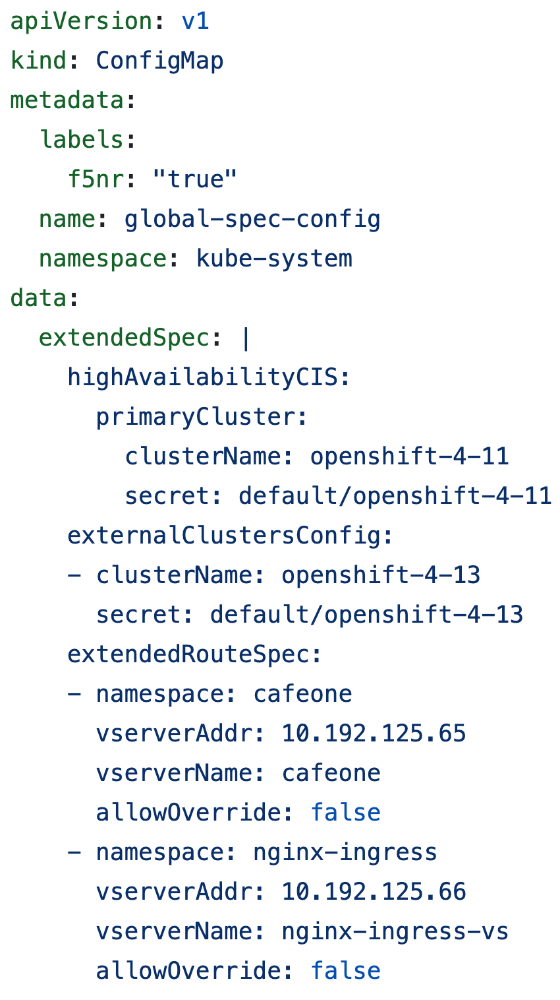 apiVersion: v1
kind: ConfigMap
metadata:
  labels:
    f5nr: "true"
  name: global-spec-config
  namespace: kube-system
data:
  extendedSpec: |
    highAvailabilityCIS:
      primaryCluster:
        clusterName: openshift-4-11
        secret: default/openshift-4-11
    externalClustersConfig:
    - clusterName: openshift-4-13
      secret: default/openshift-4-13
    extendedRouteSpec:
    - namespace: cafeone
      vserverAddr: 10.192.125.65
      vserverName: cafeone
      allowOverride: false
    - namespace: nginx-ingress
      vserverAddr: 10.192.125.66
      vserverName: nginx-ingress-vs
      allowOverride: false